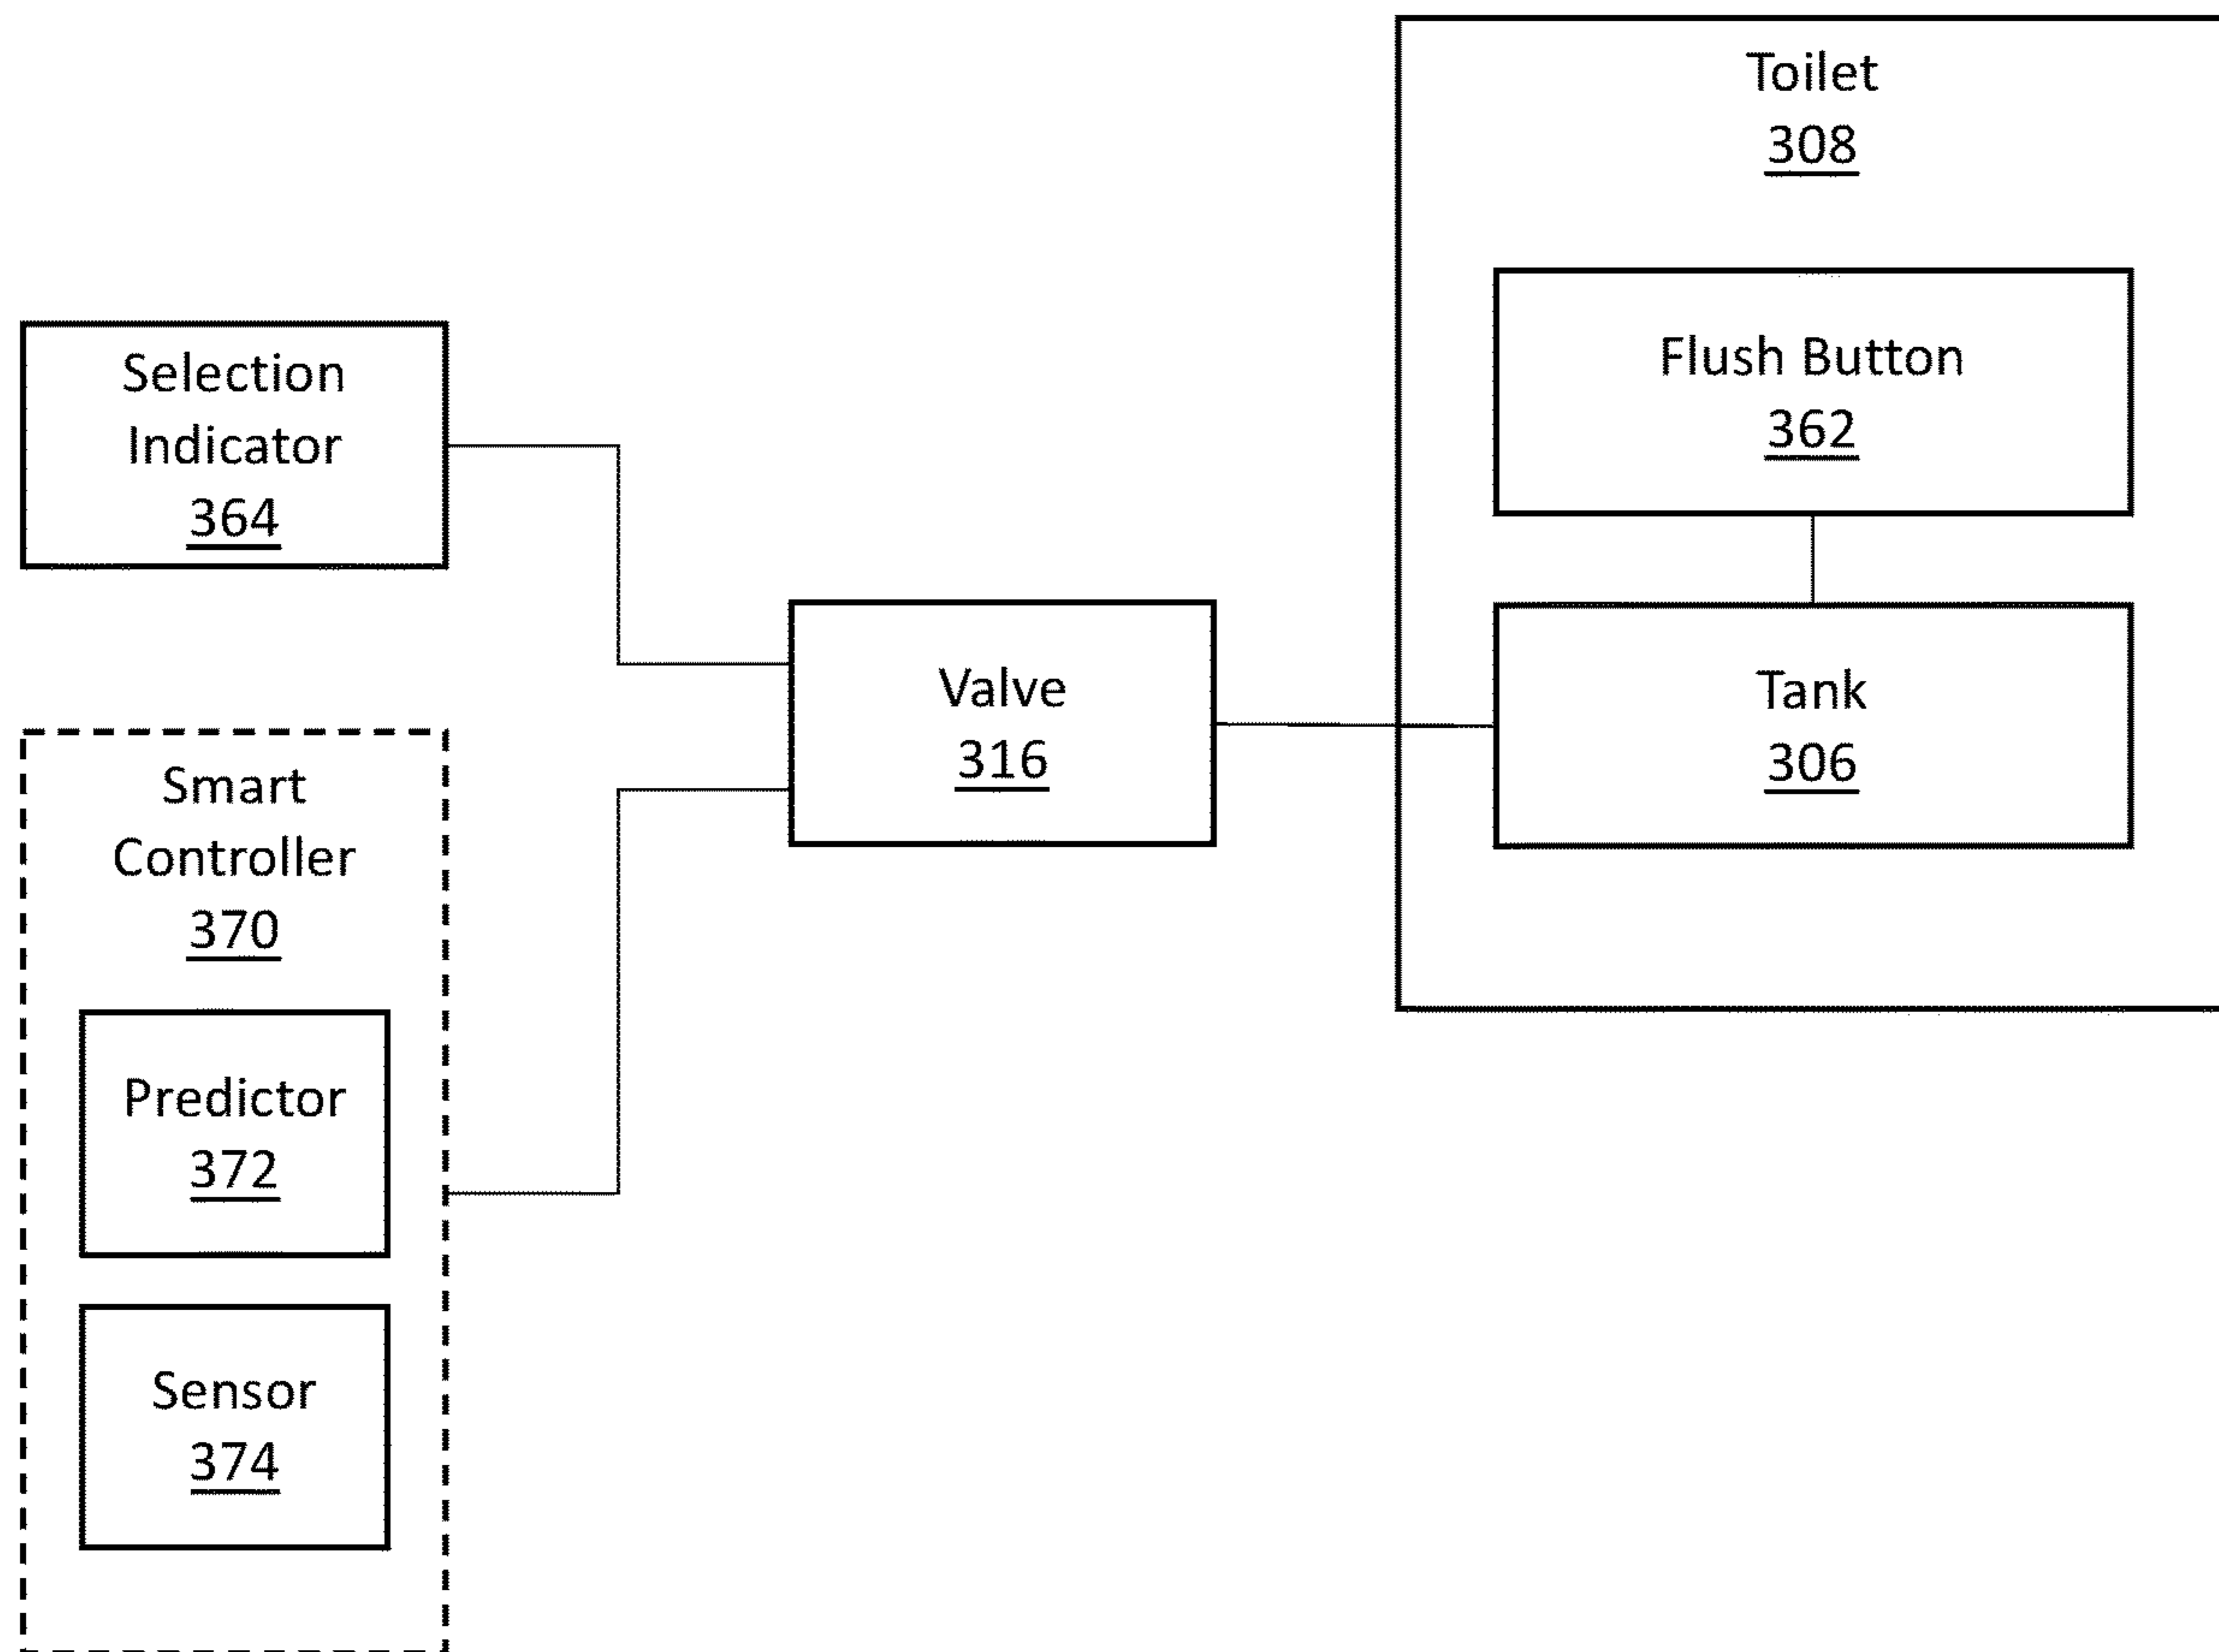 Toilet
308
Flush Button
362
Selection
Indicator
364
Valve
316
Tank
306
Smart
Controller
370
Predictor
372
Sensor
374